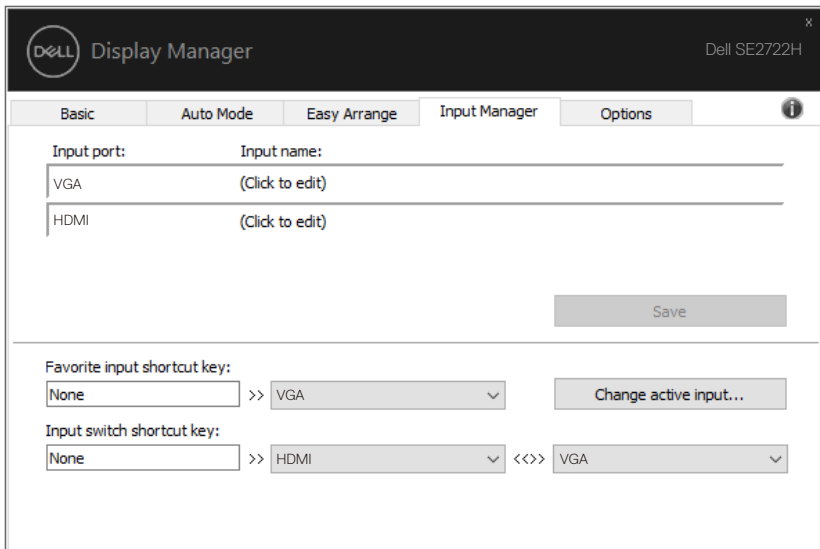 x
DELL Display Manager Dell SE2722H
Basic Auto Mode Easy Arrange Input Manager Options i
Input port: Input name:
VGA (Click to edit)
HDMI (Click to edit)
Save
Favorite input shortcut key:
None >> VGA Change active input...
Input switch shortcut key:
None >> HDMI <<>> VGA